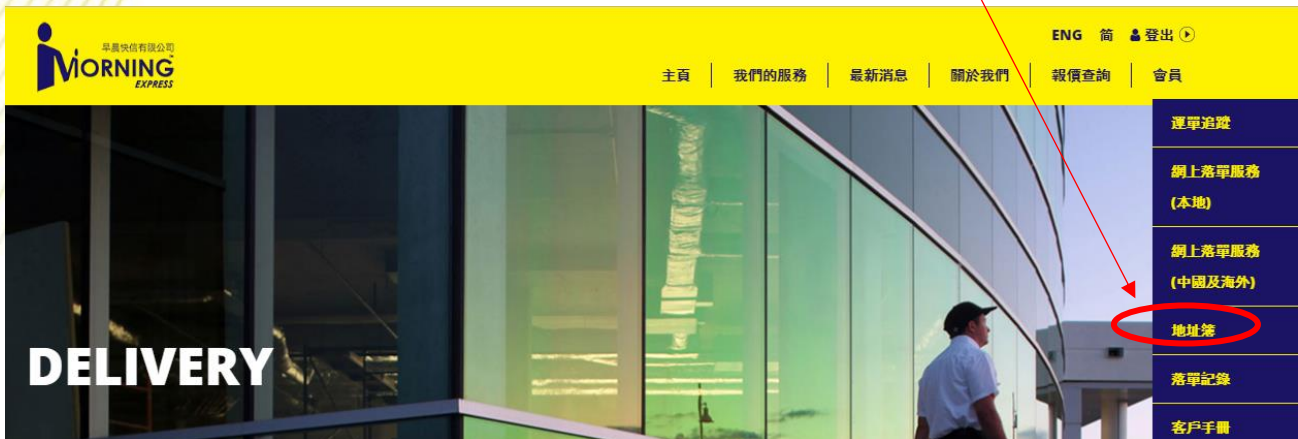 早晨快信有限公司
MORNING
EXPRESS
ENG 简 登出
主頁 我們的服務 最新消息 關於我們 報價查詢 會員
運單追蹤
網上落單服務
(本地)
網上落單服務
(中國及海外)
地址簿
落單記錄
客戶手冊
DELIVERY